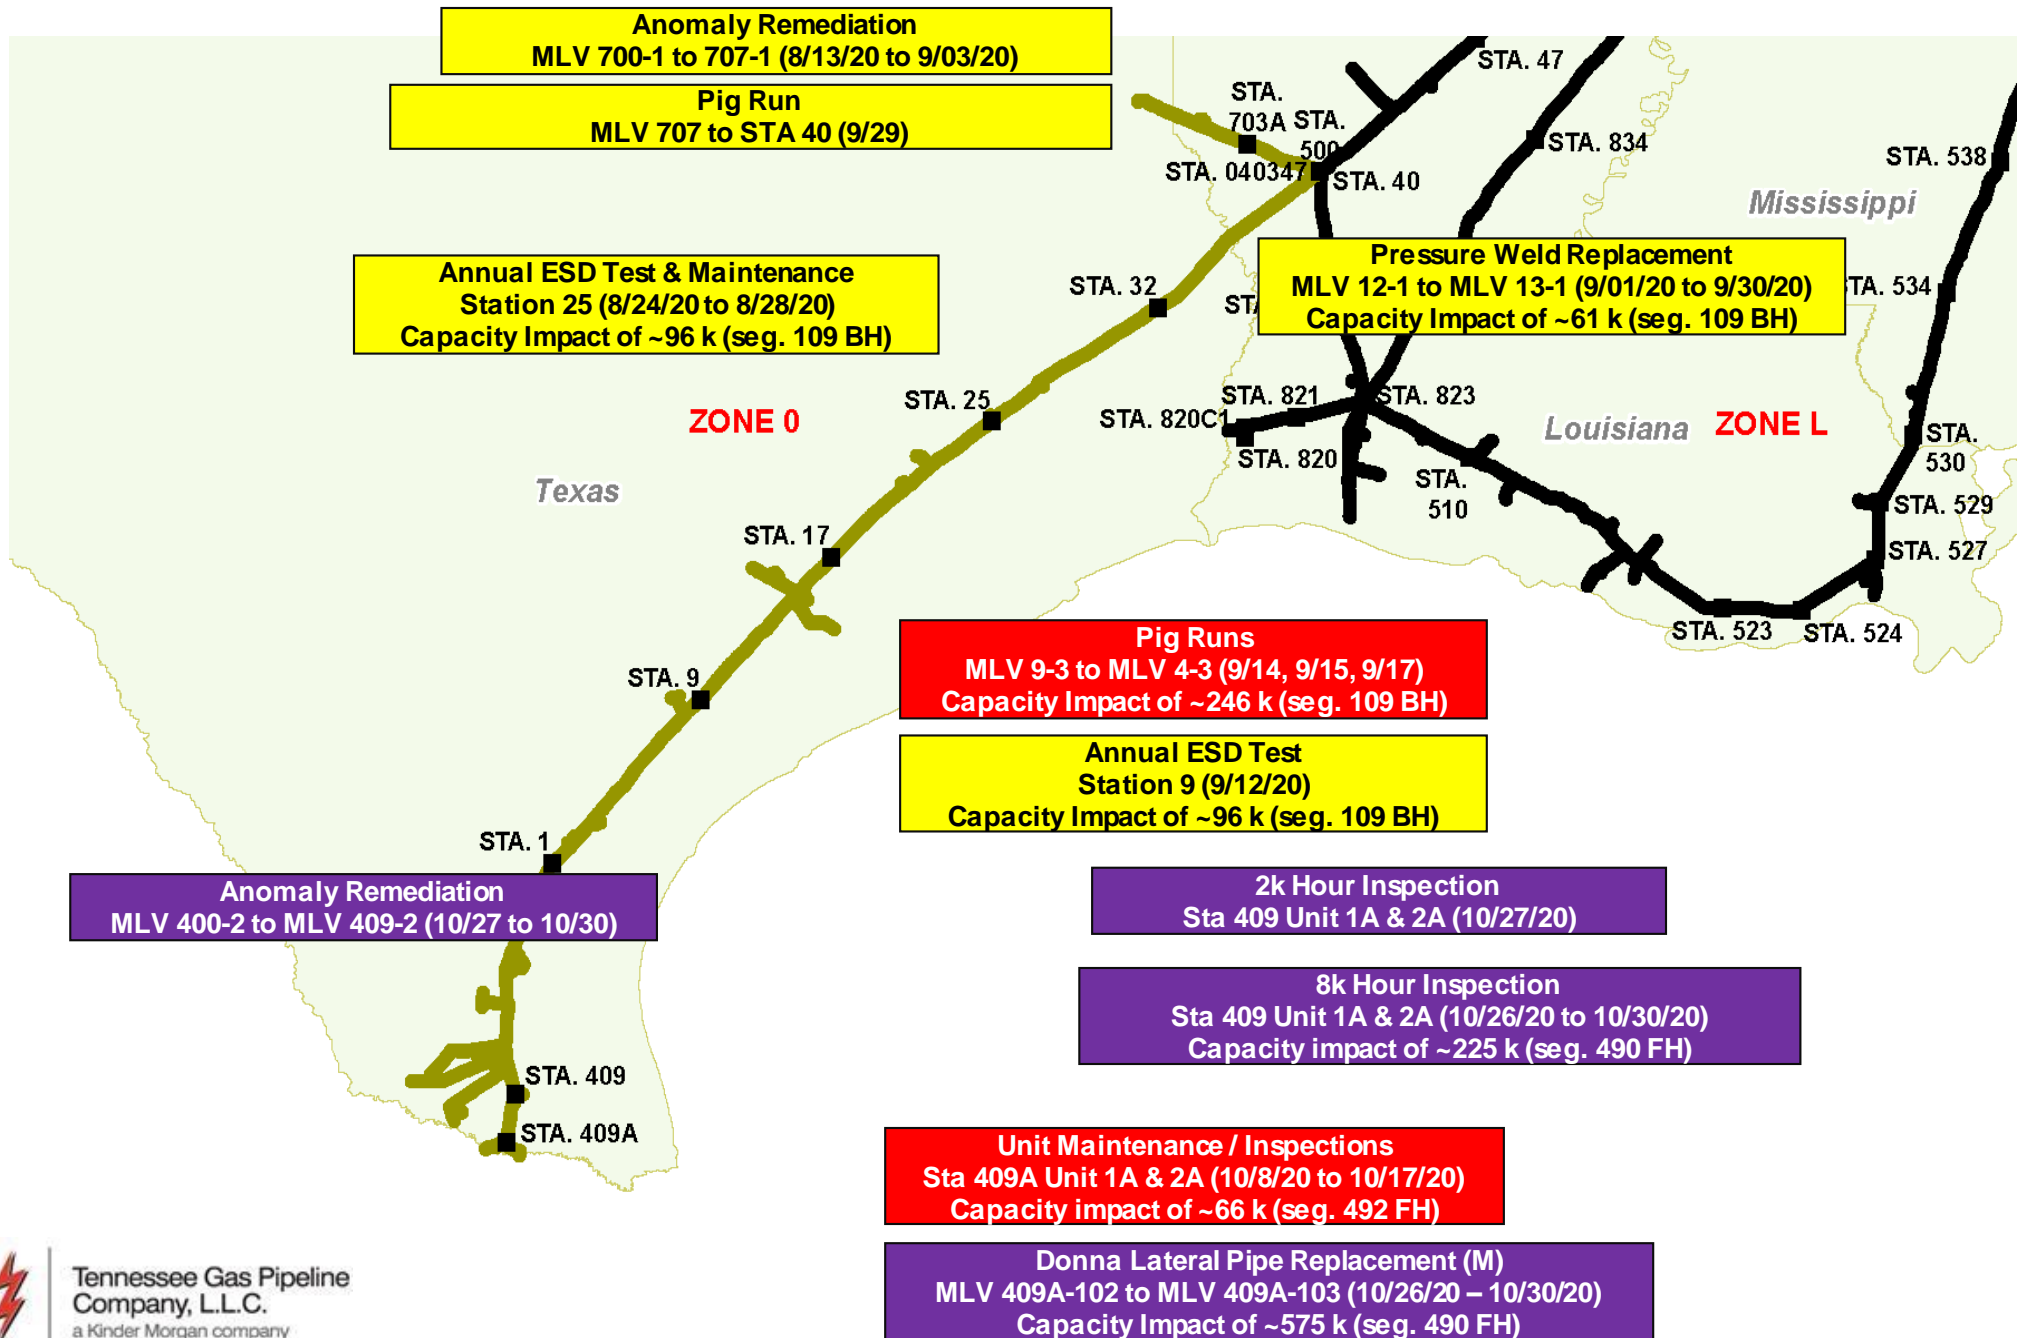 Anomaly Remediation
MLV 700-1 to 707-1 (8/13/20 to 9/03/20)
Pig Run
MLV 707 to STA 40 (9/29)
STA. 47
STA.
703A
STA.
500
STA. 040347
STA. 40
STA. 834
STA. 538
Mississippi
Annual ESD Test & Maintenance
Station 25 (8/24/20 to 8/28/20)
Capacity Impact of ~96 k (seg. 109 BH)
STA. 32
Pressure Weld Replacement
MLV 12-1 to MLV 13-1 (9/01/20 to 9/30/20)
Capacity Impact of ~61 k (seg. 109 BH)
STA. 534
ZONE 0
STA. 25
STA. 820C1
STA. 821
STA. 823
STA. 820
Louisiana
ZONE L
STA.
530
STA.
510
Texas
STA. 529
STA. 17
STA. 527
STA. 523
STA. 524
Pig Runs
MLV 9-3 to MLV 4-3 (9/14, 9/15, 9/17)
Capacity Impact of ~246 k (seg. 109 BH)
STA. 9
Annual ESD Test
Station 9 (9/12/20)
Capacity Impact of ~96 k (seg. 109 BH)
STA. 1
Anomaly Remediation
MLV 400-2 to MLV 409-2 (10/27 to 10/30)
2k Hour Inspection
Sta 409 Unit 1A & 2A (10/27/20)
8k Hour Inspection
Sta 409 Unit 1A & 2A (10/26/20 to 10/30/20)
Capacity impact of ~225 k (seg. 490 FH)
STA. 409
STA. 409A
Unit Maintenance / Inspections
Sta 409A Unit 1A & 2A (10/8/20 to 10/17/20)
Capacity impact of ~66 k (seg. 492 FH)
Donna Lateral Pipe Replacement (M)
MLV 409A-102 to MLV 409A-103 (10/26/20 – 10/30/20)
Capacity Impact of ~575 k (seg. 490 FH)
Tennessee Gas Pipeline
Company, L.L.C.
a Kinder Morgan company